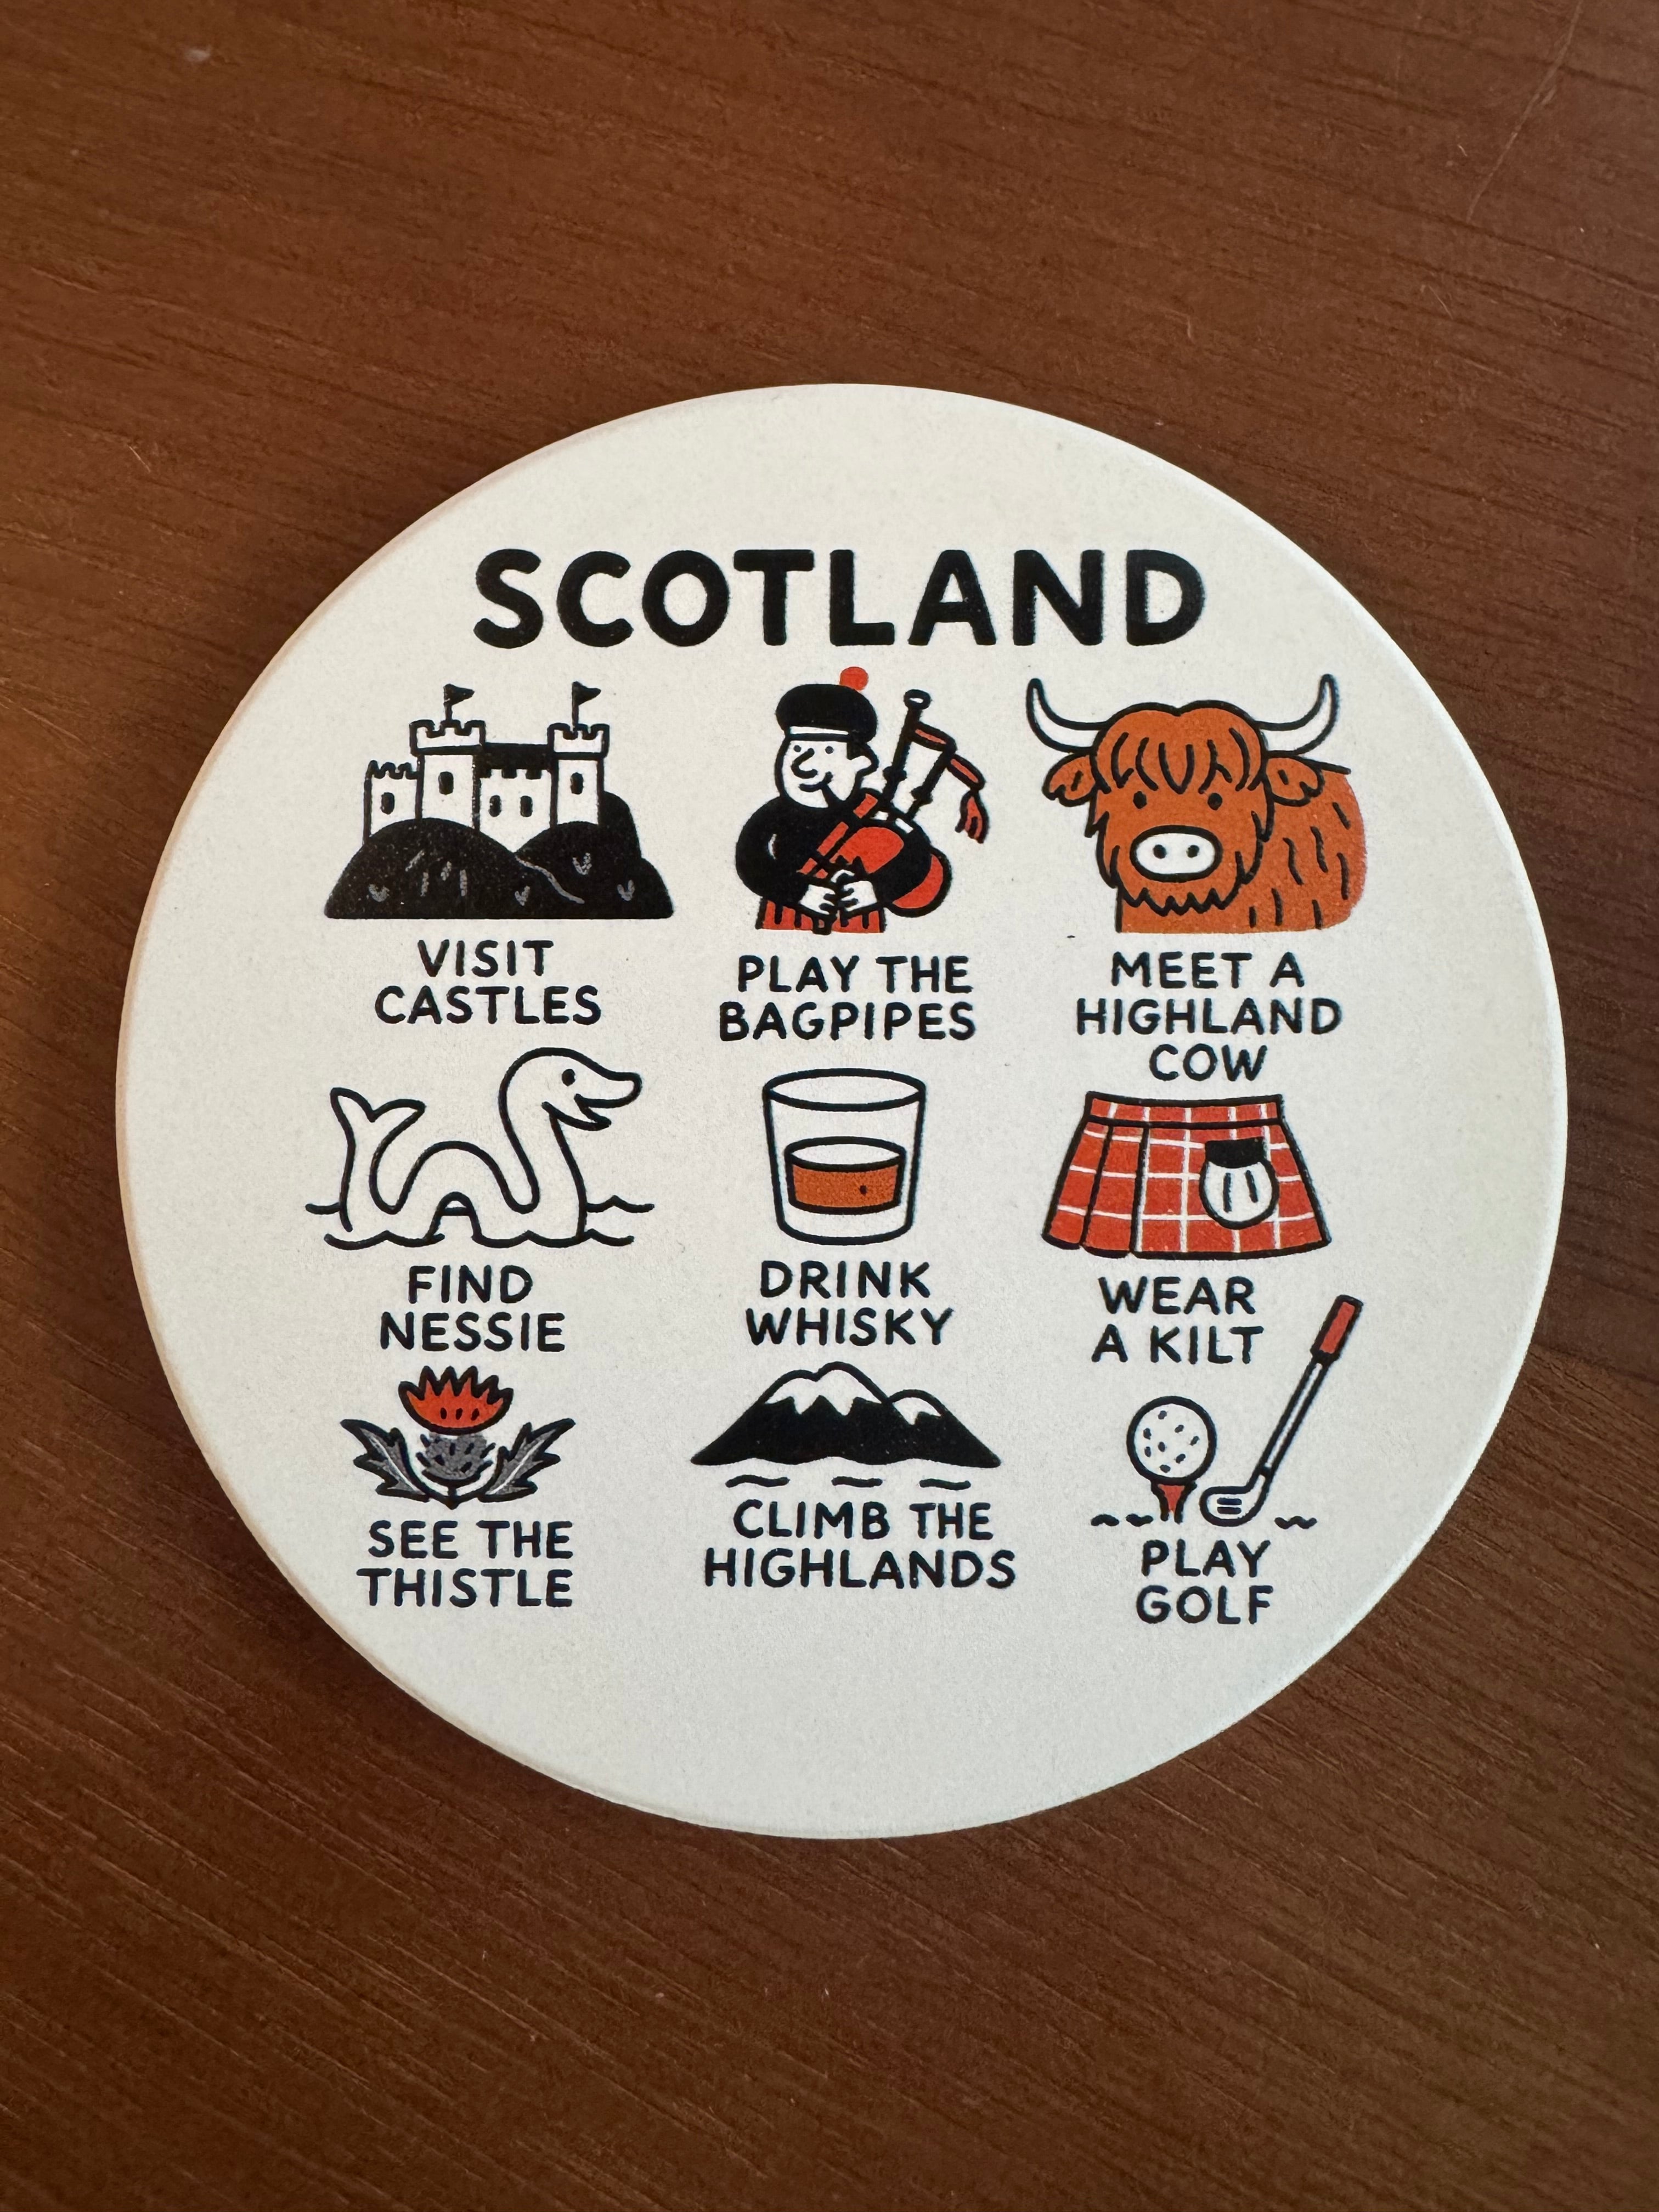 SCOTLAND
VISIT
CASTLES
PLAY THE
BAGPIPES
MEET A
HIGHLAND
COW
FIND
NESSIE
DRINK
WHISKY
WEAR
A KILT
SEE THE
THISTLE
CLIMB THE
HIGHLANDS
PLAY
GOLF